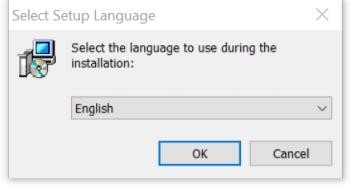 Select Setup Language
Select the language to use during the
installation:
English
OK
Cancel